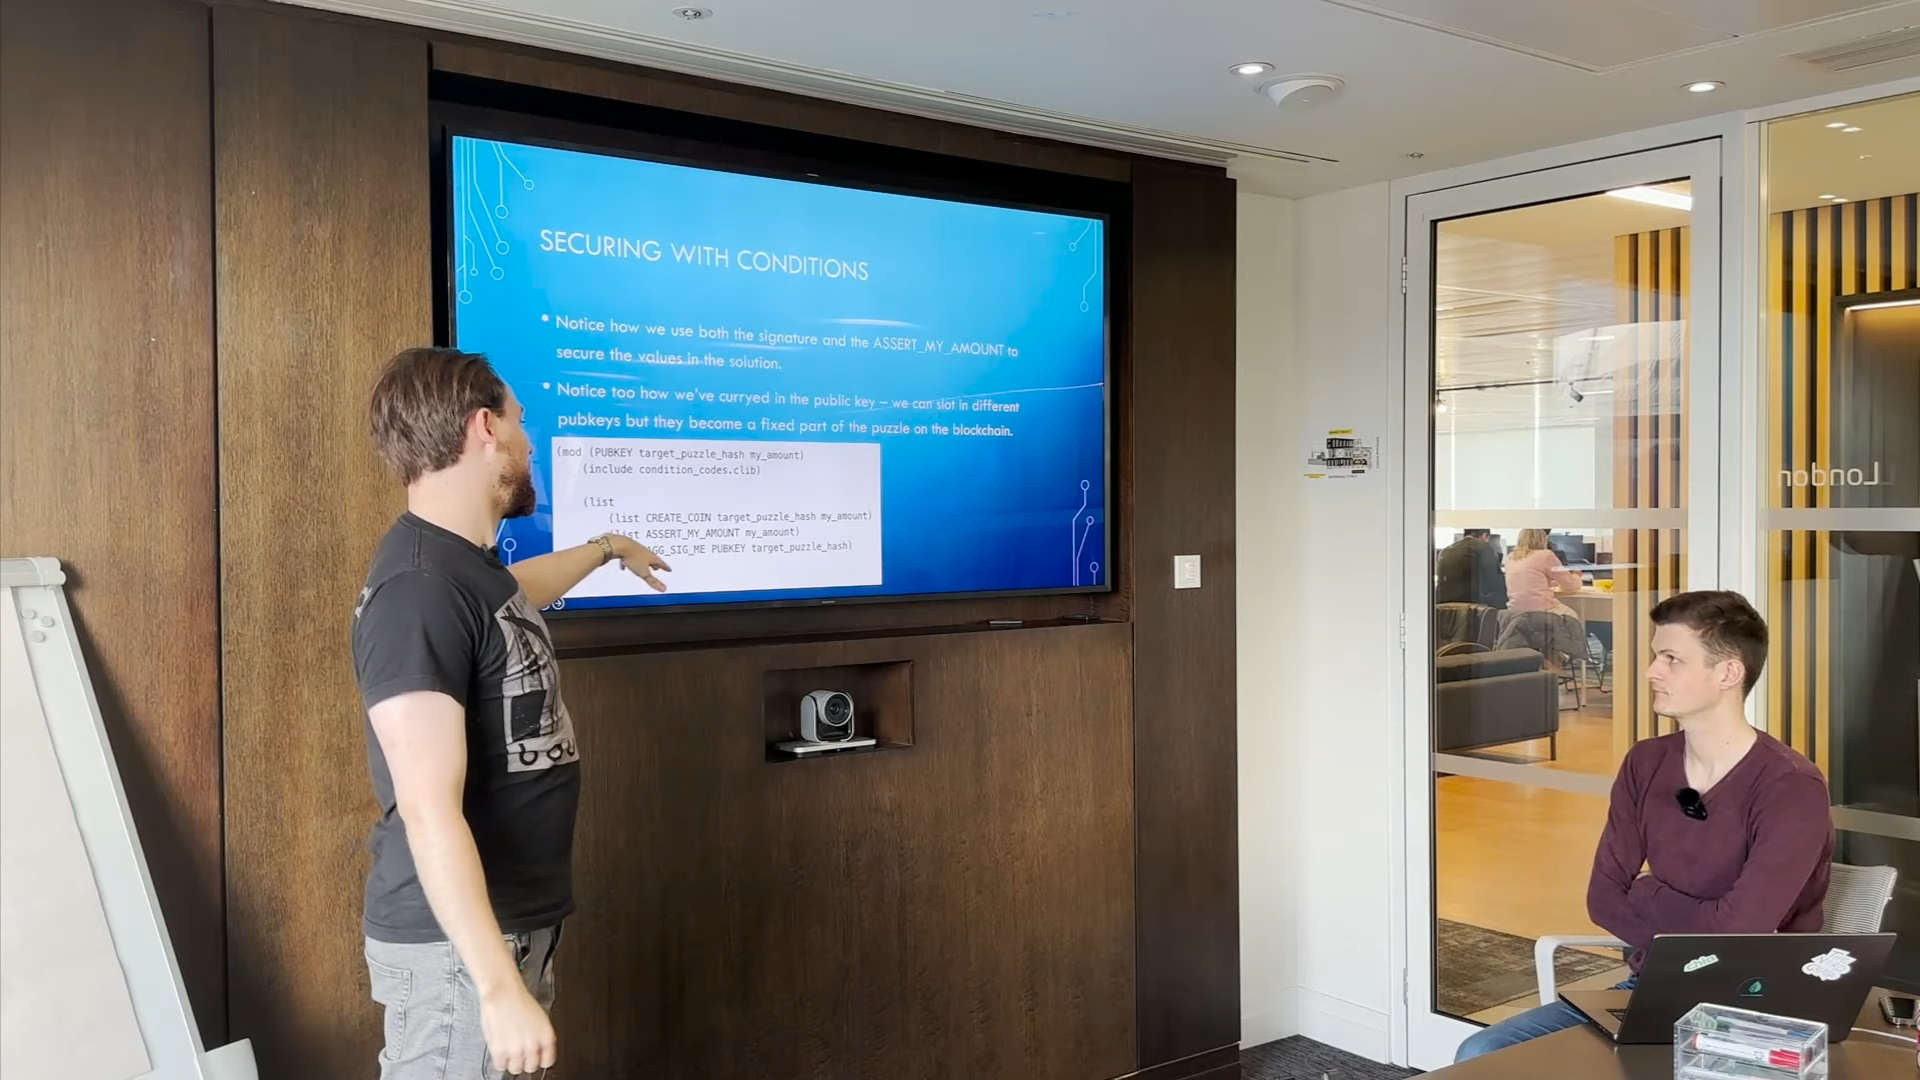 SECURING WITH CONDITIONS
• Notice how we use both the signature and the ASSERT_MY_AMOUNT to
secure the values in the solution.
• Notice too how we've curryed in the public key – we can slot in different
pubkeys but they become a fixed part of the puzzle on the blockchain.
(mod (PUBKEY target_puzzle_hash my_amount)
(include condition_codes.clib)
(list
(list CREATE_COIN target_puzzle_hash my_amount)
list ASSERT_MY_AMOUNT my_amount)
AGG_SIG_ME PUBKEY target_puzzle_hash)
London
chia